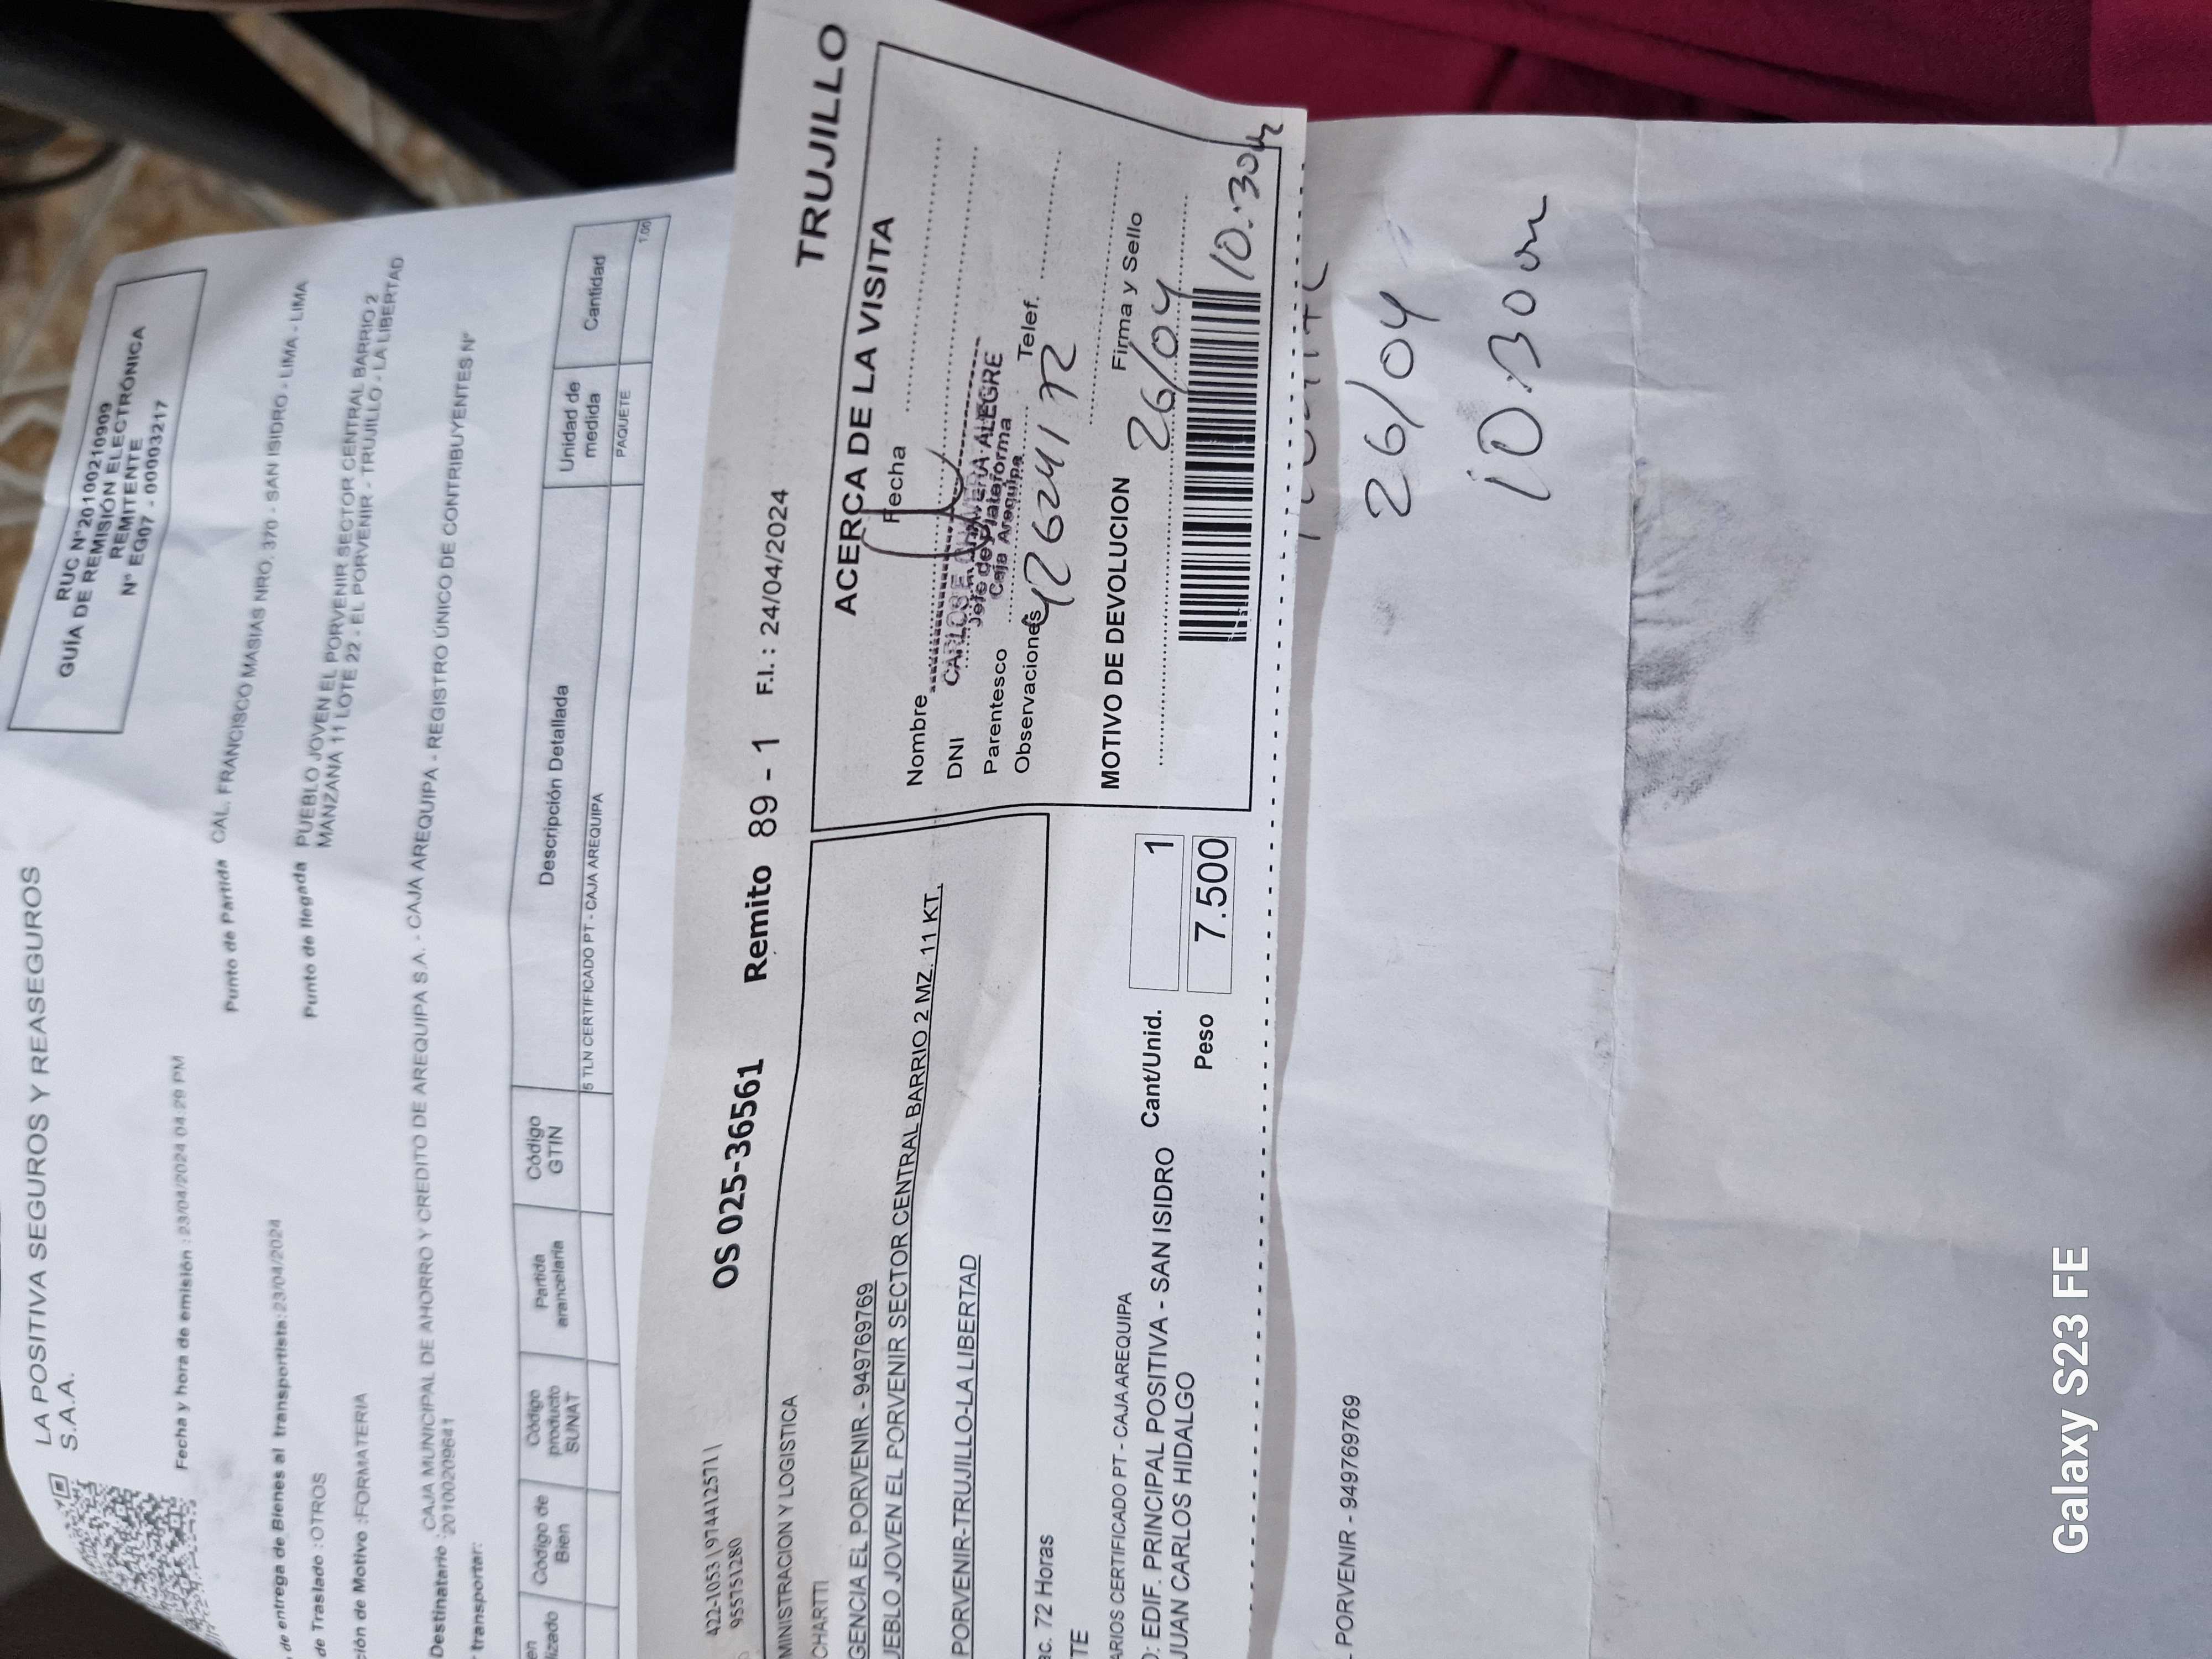 LA POSITIVA SEGUROS Y REASEGUROS
S.A.A.
RUC N°20100210909
GUÍA DE REMISIÓN ELECTRÓNICA
REMITENTE
N° EG07 - 00003217
Fecha y hora de emisión : 23/04/2024 04:29 PM
Punto de Partida CAL. FRANCISCO MASIAS NRO. 370 - SAN ISIDRO - LIMA - LIMA
de entrega de Bienes al transportista:23/04/2024
Punto de llegada PUEBLO JOVEN EL PORVENIR SECTOR CENTRAL BARRIO 2
MANZANA 11 LOTE 22 - EL PORVENIR - TRUJILLO - LA LIBERTAD
de Traslado : OTROS
ción de Motivo :FORMATERIA
Destinatario : CAJA MUNICIPAL DE AHORRO Y CREDITO DE AREQUIPA S.A. - CAJA AREQUIPA - REGISTRO ÚNICO DE CONTRIBUYENTES N°
20100209641
transportar:
en
lizado
Código de
Bien
Código
producto
SUNAT
Partida
arancelaria
Código
GTIN
Descripción Detallada
Unidad de
medida
Cantidad
5 TLN CERTIFICADO PT - CAJA AREQUIPA
PAQUETE
1.00
422-1053 | 974412571 |
955751280
OS 025-36561 Remito 89 - 1 F.I. : 24/04/2024 TRUJILLO
MINISTRACION Y LOGISTICA
CHARTTI
GENCIA EL PORVENIR - 949769769
JEBLO JOVEN EL PORVENIR SECTOR CENTRAL BARRIO 2 MZ. 11 KT.
PORVENIR-TRUJILLO-LA LIBERTAD
ac. 72 Horas
TE
ARIOS CERTIFICADO PT - CAJA AREQUIPA
O: EDIF. PRINCIPAL POSITIVA - SAN ISIDRO
JUAN CARLOS HIDALGO
Cant/Unid. 1
Peso 7.500
ACERCA DE LA VISITA
Fecha
Nombre
DNI
ALEGRE
Jefe de Plataforma
Caja Arequipa
Parentesco
Observaciones
Telef.
42624172
Firma y Sello
MOTIVO DE DEVOLUCION
26/04
10:30h
PORVENIR - 949769769
26/04
10:30
Galaxy S23 FE